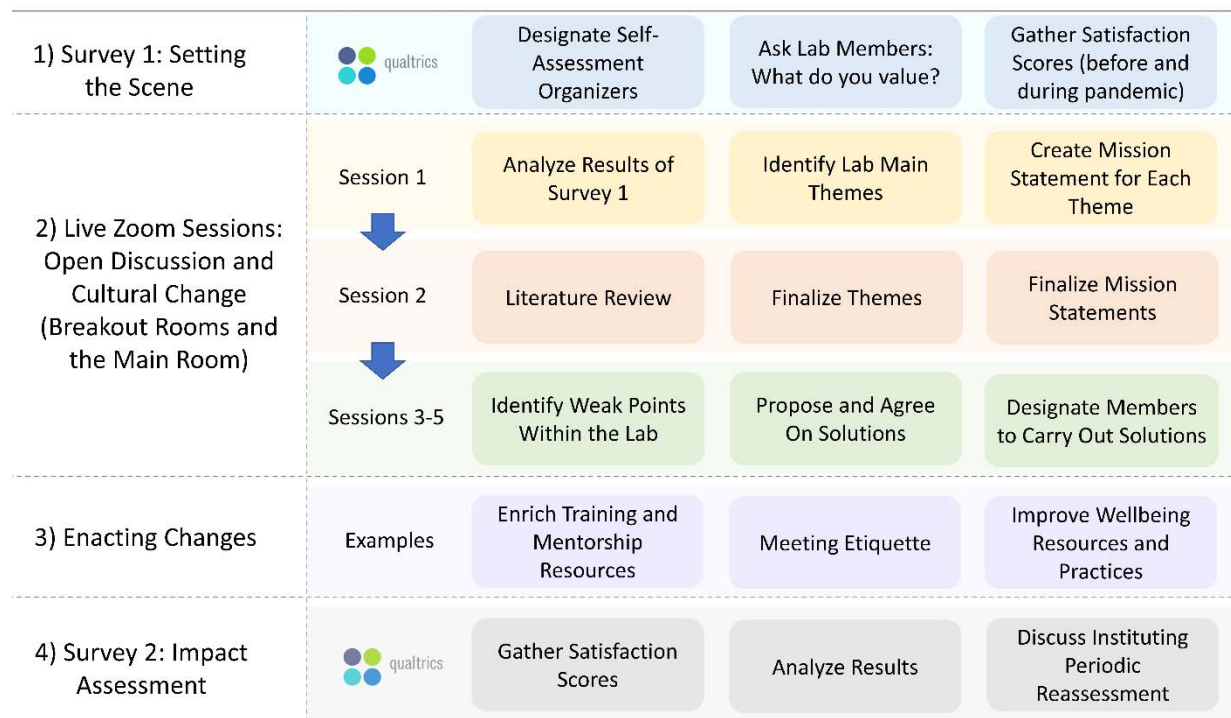 1) Survey 1: Setting
the Scene
qualtrics
Designate Self-
Assessment
Organizers
Ask Lab Members:
What do you value?
Gather Satisfaction
Scores (before and
during pandemic)
2) Live Zoom Sessions:
Open Discussion and
Cultural Change
(Breakout Rooms and
the Main Room)
Session 1
Analyze Results of
Survey 1
Identify Lab Main
Themes
Create Mission
Statement for Each
Theme
Session 2
Literature Review
Finalize Themes
Finalize Mission
Statements
Sessions 3-5
Identify Weak Points
Within the Lab
Propose and Agree
On Solutions
Designate Members
to Carry Out Solutions
3) Enacting Changes
Examples
Enrich Training and
Mentorship
Resources
Meeting Etiquette
Improve Wellbeing
Resources and
Practices
4) Survey 2: Impact
Assessment
qualtrics
Gather Satisfaction
Scores
Analyze Results
Discuss Instituting
Periodic
Reassessment